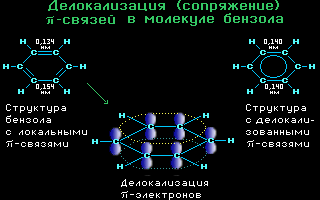 Делокализация (сопряжение)
π-связей в молекуле бензола
H H
0,134
нм
C C
H C C H
C C
0,154
нм
H H
H H
0,140
нм
C C
H C C H
C C
0,140
нм
H H
Структура
бензола
с локальными
π-связями
Структура
с делокали-
зованными
π-связями
H H
C C
H C C H
C C
H H
Делокализация
π-электронов